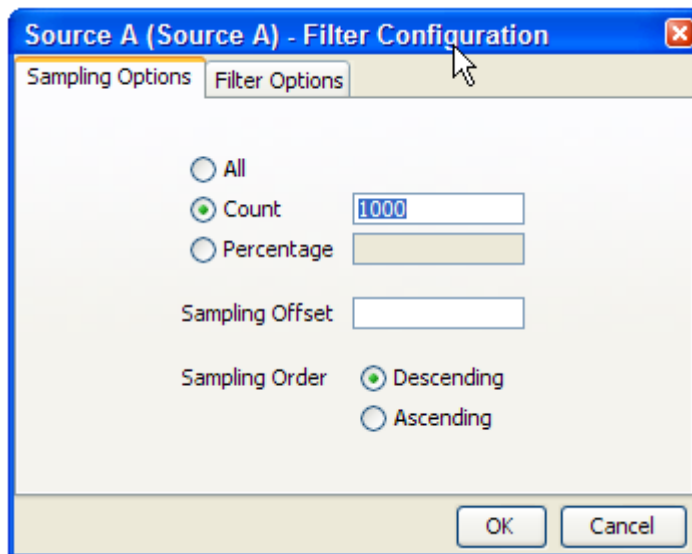 Source A (Source A) - Filter Configuration
Sampling Options Filter Options
All
Count 1000
Percentage
Sampling Offset
Sampling Order Descending
Ascending
OK Cancel